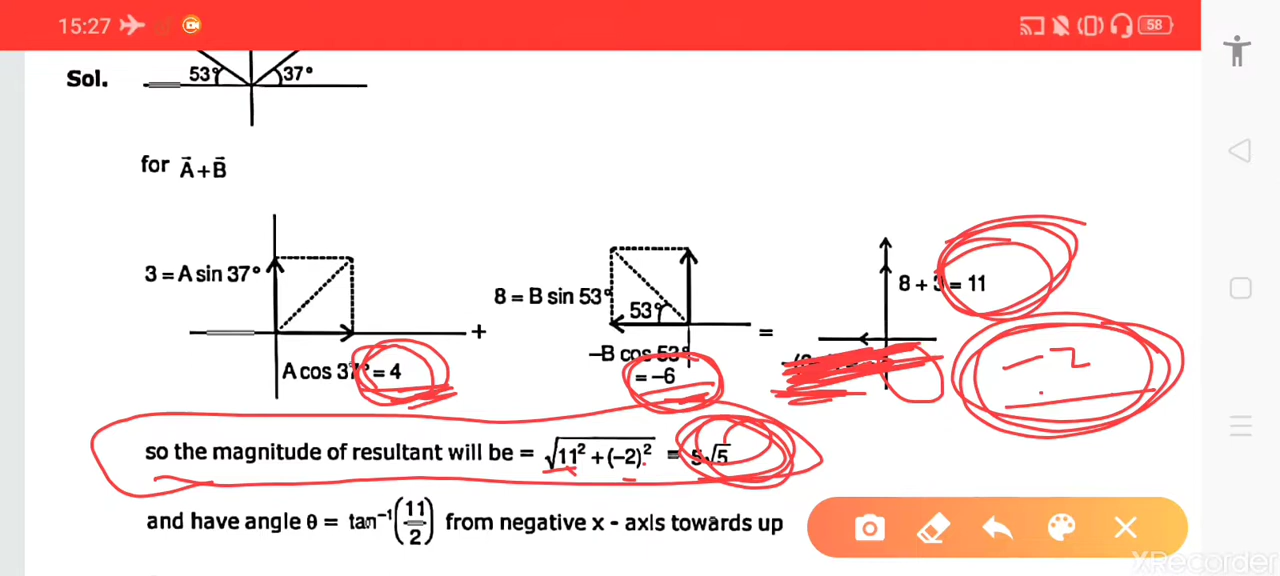 15:27 58
Sol. 53° 37°
for A⃗+B⃗
3 = A sin 37°
A cos 37° = 4
+
8 = B sin 53°
53°
–B cos 53°
= –6
=
8 + 3 = 11
–2
so the magnitude of resultant will be = √11² + (–2)² = 5√5
and have angle θ = tan⁻¹(11/2) from negative x - axis towards up
XRecorder